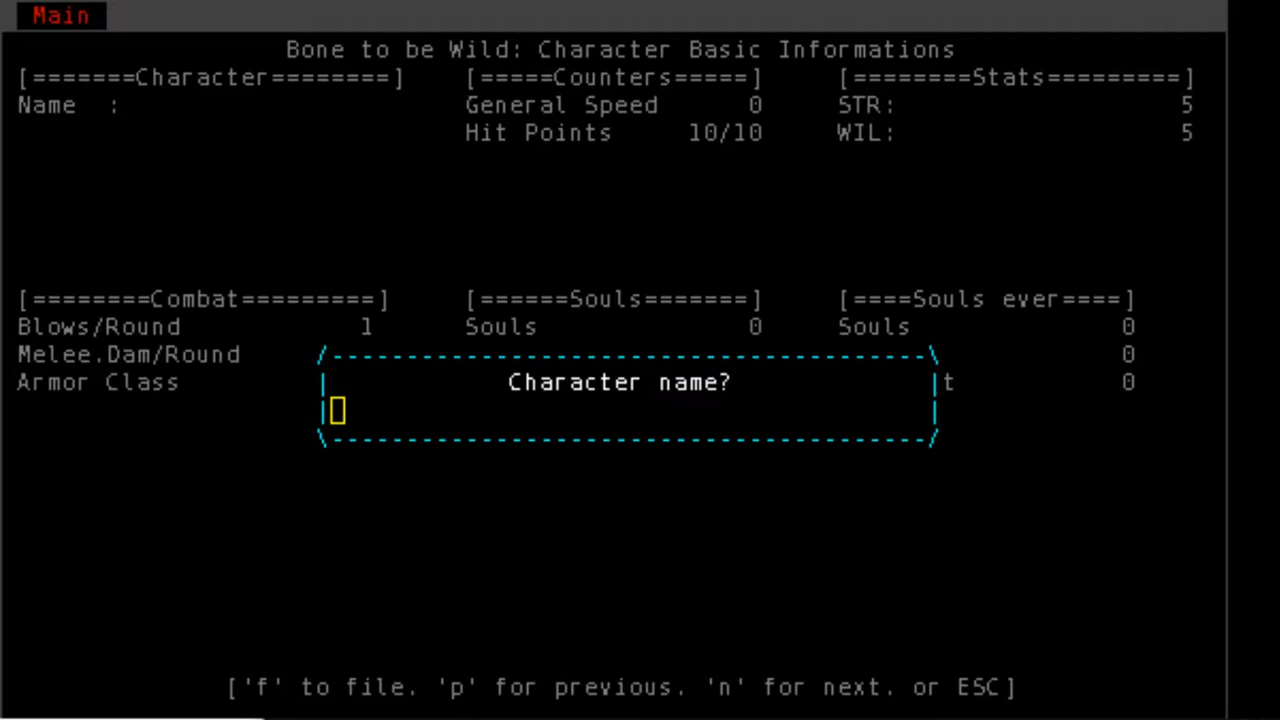 Main
Bone to be Wild: Character Basic Informations
[=======Character========] [=====Counters=====] [========Stats=========]
Name : General Speed 0 STR: 5
Hit Points 10/10 WIL: 5
[========Combat=========] [======Souls=======] [====Souls ever====]
Blows/Round 1 Souls 0 Souls 0
Melee.Dam/Round 0
Armor Class t 0
Character name?
['f' to file. 'p' for previous. 'n' for next. or ESC]